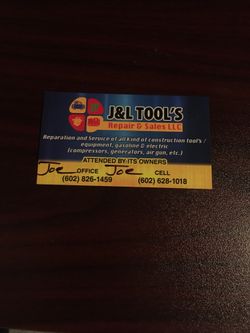 J&L TOOL'S
Repair & Sales LLC
Reparation and Service of all kind of construction tool's /
equipment, gasoline & electric
(compressors, generators, air gun, etc.)
ATTENDED BY ITS OWNERS
Joe OFFICE Joe CELL
(602) 826-1459 (602) 628-1018